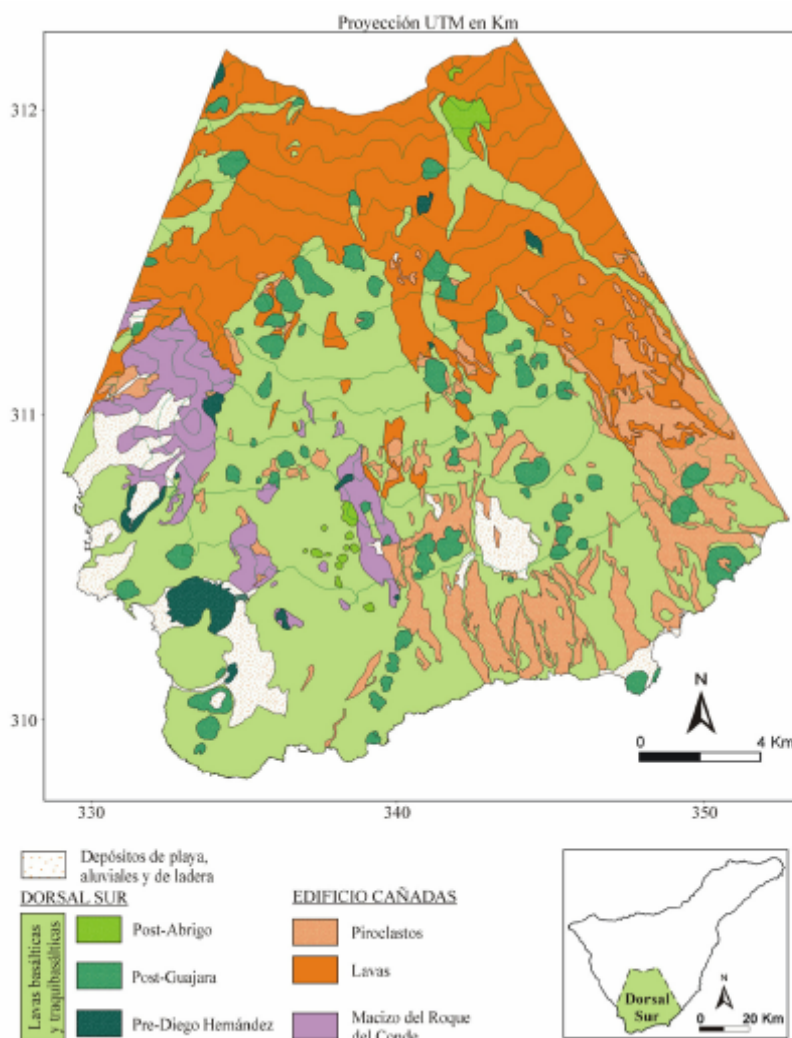 Proyección UTM en Km
312
311
310
330
340
350
N
0 4 Km
Depósitos de playa,
aluviales y de ladera
DORSAL SUR
Lavas basálticas
y traquibasálticas
Post-Abrigo
Post-Guajara
Pre-Diego Hernández
EDIFICIO CAÑADAS
Piroclastos
Lavas
Macizo del Roque
del Conde
Dorsal
Sur
N
0 20 Km